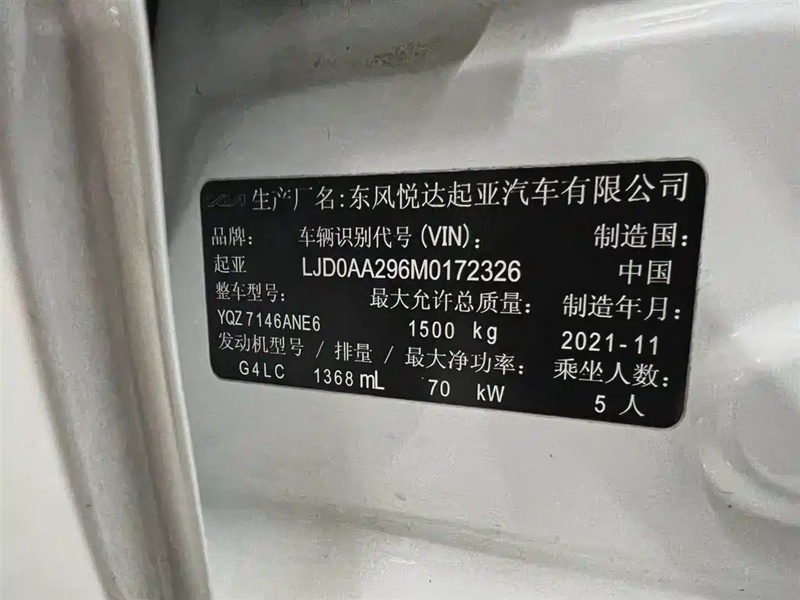 KIA 生产厂名:东风悦达起亚汽车有限公司
品牌: 车辆识别代号(VIN): 制造国:
起亚 LJD0AA296M0172326 中国
整车型号: 最大允许总质量: 制造年月:
YQZ7146ANE6 1500 kg 2021-11
发动机型号 / 排量 / 最大净功率: 乘坐人数:
G4LC 1368 mL 70 kW 5 人